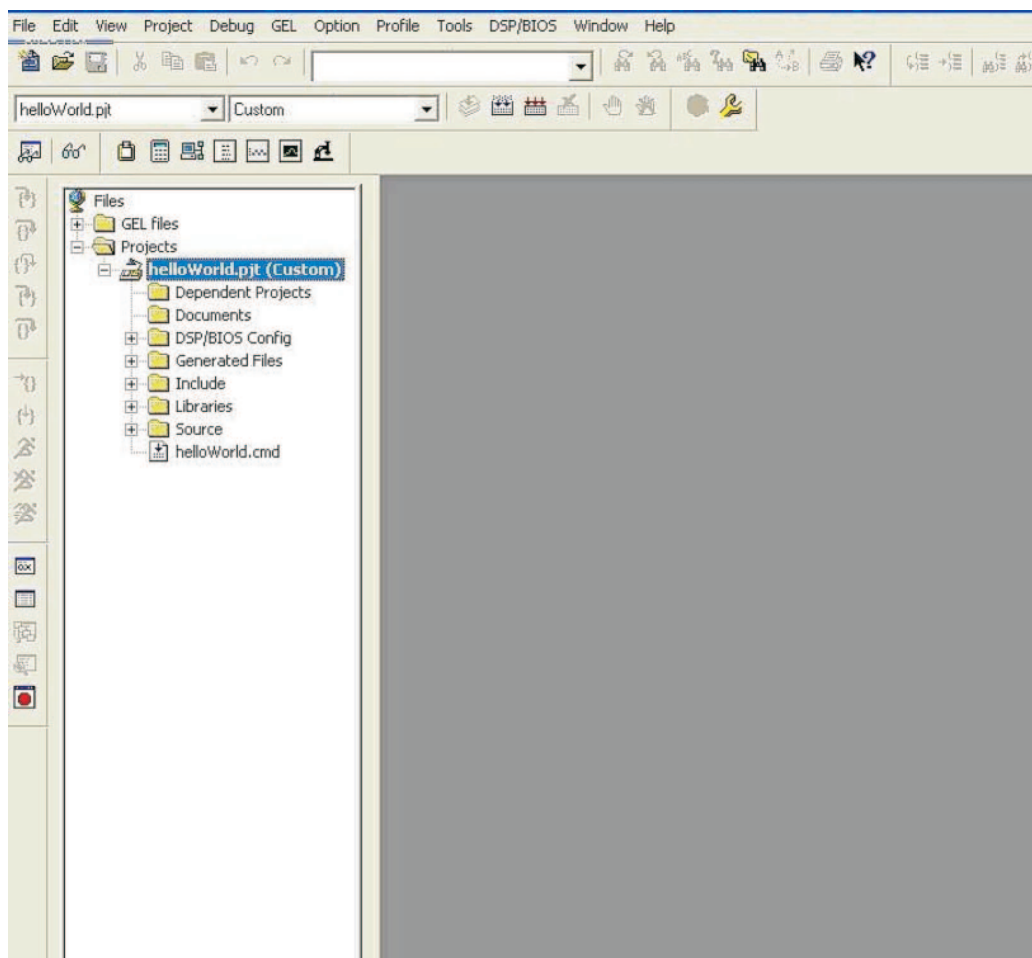 File Edit View Project Debug GEL Option Profile Tools DSP/BIOS Window Help
helloWorld.pjt Custom
Files
GEL files
Projects
helloWorld.pjt (Custom)
Dependent Projects
Documents
DSP/BIOS Config
Generated Files
Include
Libraries
Source
helloWorld.cmd